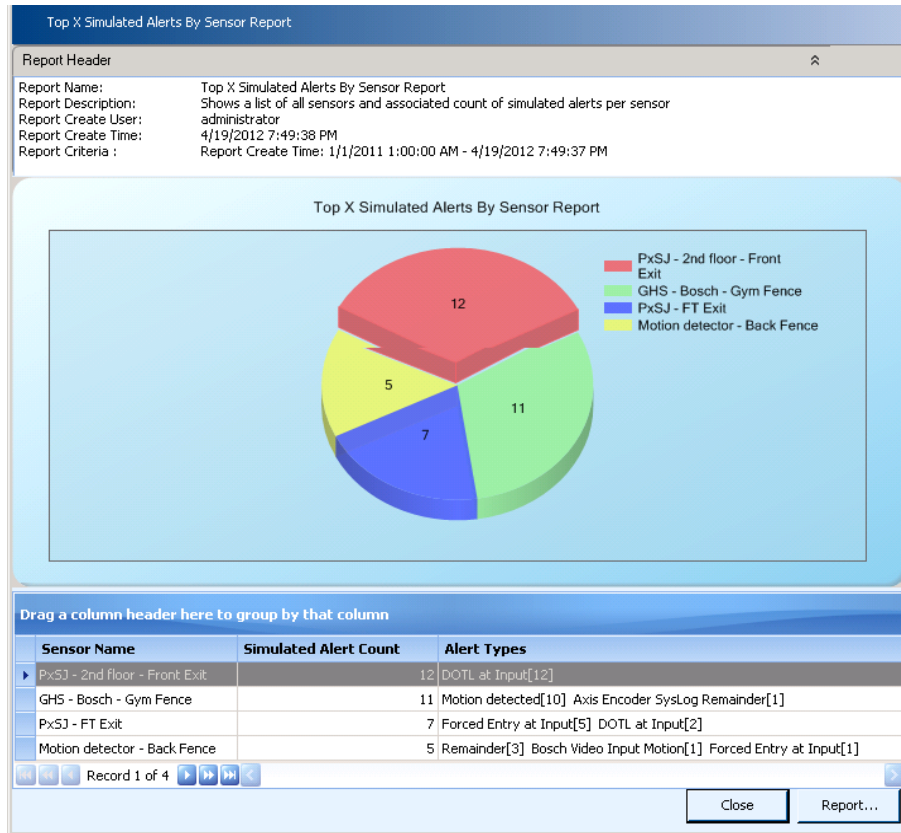 Top X Simulated Alerts By Sensor Report
Report Header
Report Name: Top X Simulated Alerts By Sensor Report
Report Description: Shows a list of all sensors and associated count of simulated alerts per sensor
Report Create User: administrator
Report Create Time: 4/19/2012 7:49:38 PM
Report Criteria : Report Create Time: 1/1/2011 1:00:00 AM - 4/19/2012 7:49:37 PM
Top X Simulated Alerts By Sensor Report
12
5
11
7
PxSJ - 2nd floor - Front
Exit
GHS - Bosch - Gym Fence
PxSJ - FT Exit
Motion detector - Back Fence
Drag a column header here to group by that column
Sensor Name Simulated Alert Count Alert Types
PxSJ - 2nd floor - Front Exit 12 DOTL at Input[12]
GHS - Bosch - Gym Fence 11 Motion detected[10] Axis Encoder SysLog Remainder[1]
PxSJ - FT Exit 7 Forced Entry at Input[5] DOTL at Input[2]
Motion detector - Back Fence 5 Remainder[3] Bosch Video Input Motion[1] Forced Entry at Input[1]
Record 1 of 4
Close Report...